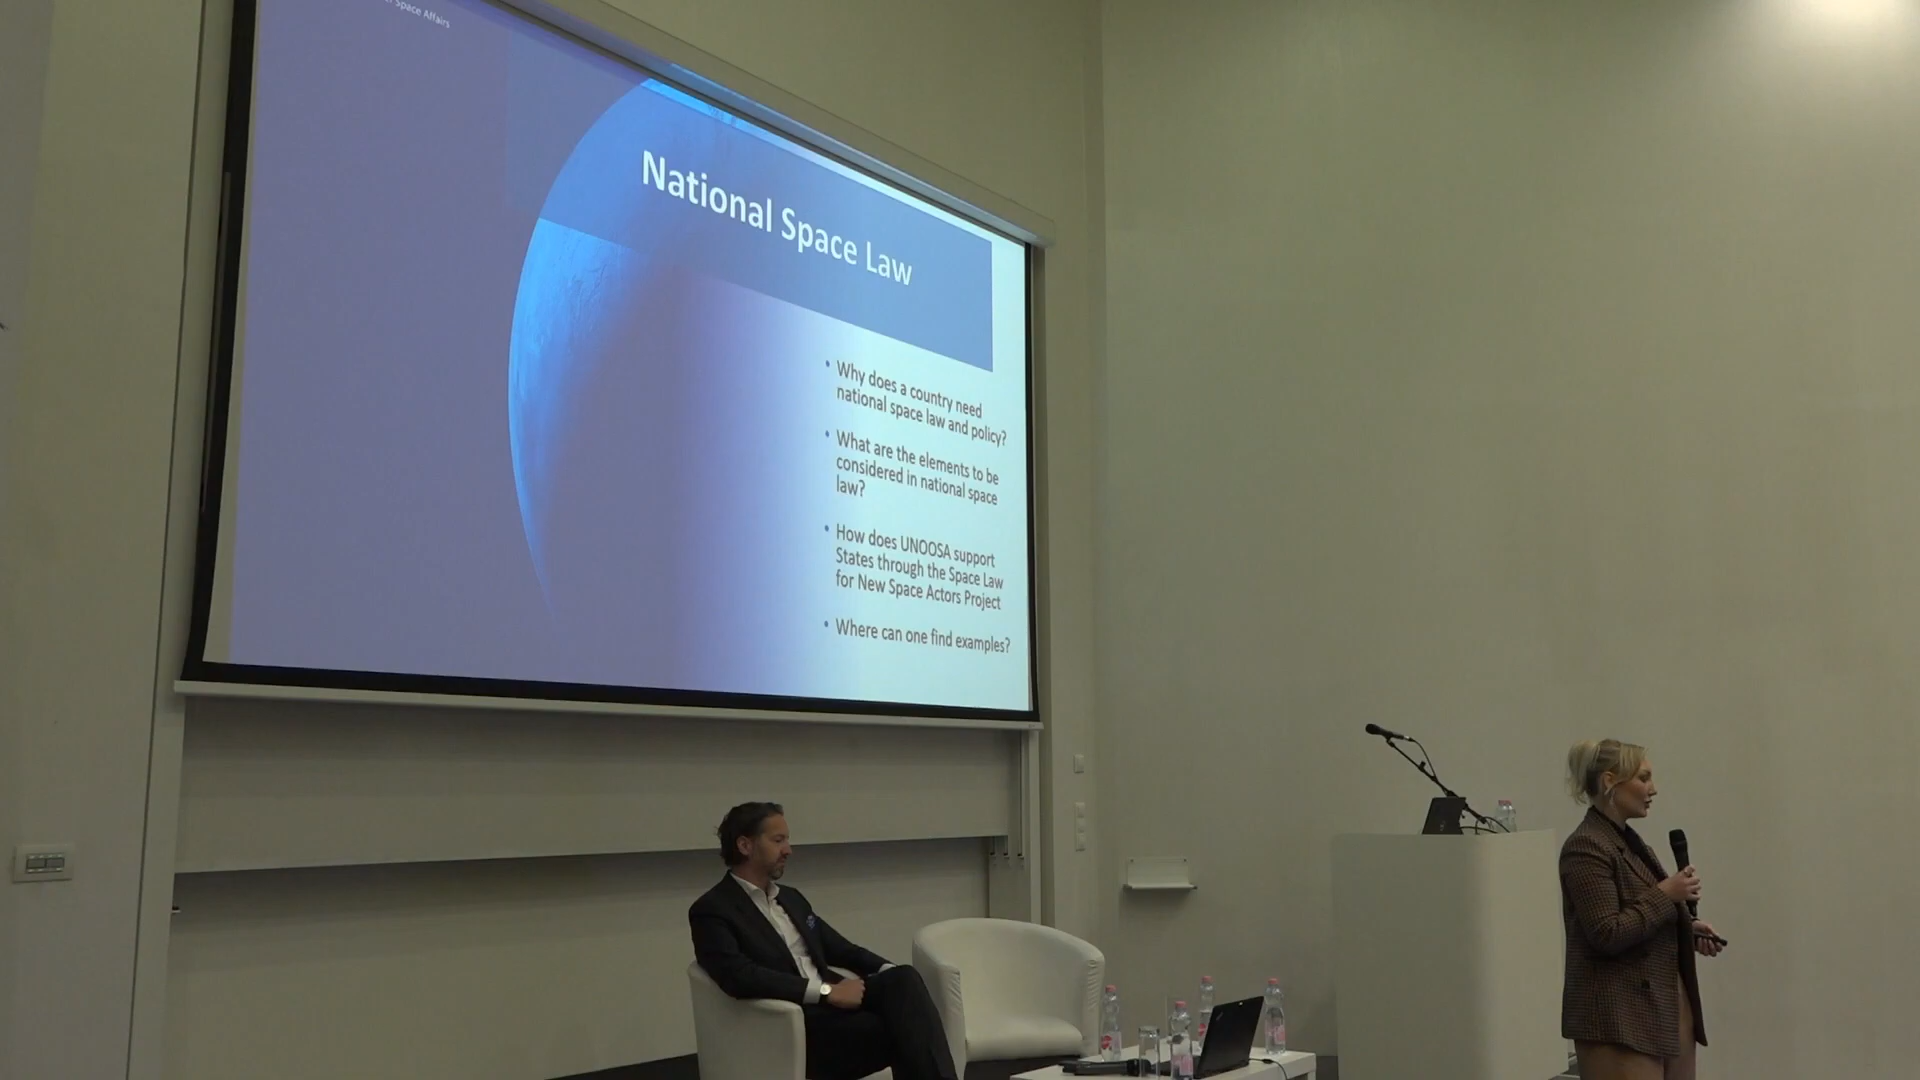 Space Affairs
National Space Law
• Why does a country need
national space law and policy?
• What are the elements to be
considered in national space
law?
• How does UNOOSA support
States through the Space Law
for New Space Actors Project
• Where can one find examples?